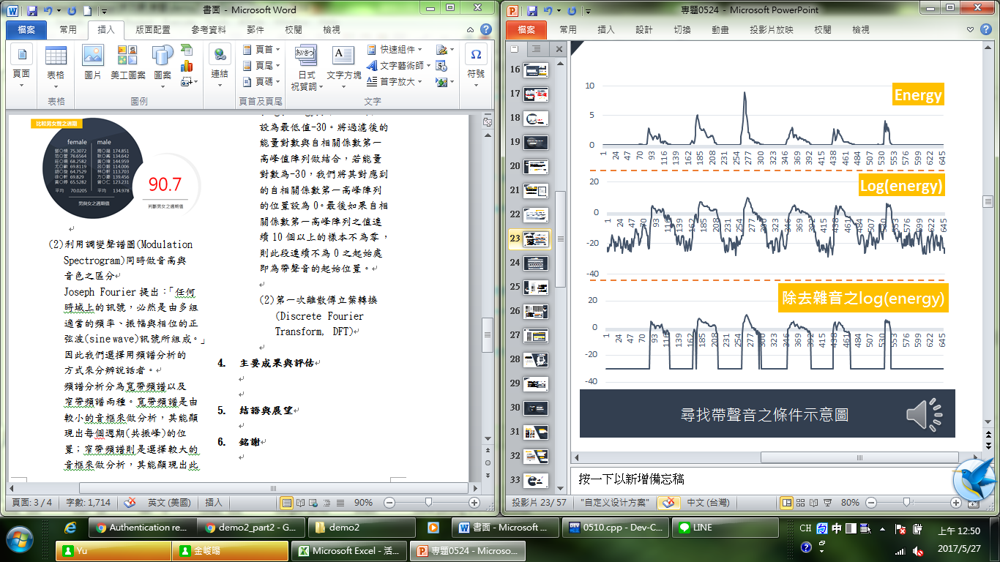 書面 - Microsoft Word
檔案 常用 插入 版面配置 參考資料 郵件 校閱 檢視
頁面 表格 圖片 美工圖案 圖案 連結 頁首 頁尾 頁碼 日式祝賀詞 文字方塊 快速組件 文字藝術師 首字放大 符號
表格 圖例 頁首及頁尾 文字
比較男女聲之週期
female male
75.3072 174.851
76.6564 134.642
68.2582 144.959
69.8119 114.006
64.7529 113.703
69.829 139.456
65.5282 123.231
平均 70.0205 平均 134.978
男與女之週期值
90.7
判斷男女之週期值
(2)利用調變聲譜圖(Modulation
Spectrogram)同時做音高與
音色之區分
Joseph Fourier 提出：「任何
時域上的訊號，必然是由多組
適當的頻率、振幅與相位的正
弦波(sine wave)訊號所組成。」
因此我們選擇用頻譜分析的
方式來分辨說話者。
頻譜分析分為寬帶頻譜以及
窄帶頻譜兩種。寬帶頻譜是由
較小的音框來做分析，其能顯
現出每個週期(共振峰)的位
置；窄帶頻譜則是選擇較大的
音框來做分析，其能顯現出此
設為最低值-30。將過濾後的
能量對數與自相關係數第一
高峰值陣列做結合，若能量
對數為-30，我們將其對應到
的自相關係數第一高峰陣列
的位置設為 0。最後如果自相
關係數第一高峰陣列之值連
續 10 個以上的樣本不為零，
則此段連續不為 0 之起始處
即為帶聲音的起始位置。
(2)第一次離散傅立葉轉換
(Discrete Fourier
Transform, DFT)
4. 主要成果與評估
5. 結語與展望
6. 銘謝
頁面: 3 / 4 字數: 1,714 英文 (美國) 插入 90%
專題0524 - Microsoft PowerPoint
檔案 常用 插入 設計 切換 動畫 投影片放映 校閱 檢視
16
17
18
19
20
21
22
23
24
25
26
27
28
29
30
31
32
33
Energy
10
5
0
1 24 47 70 93 116 139 162 185 208 231 254 277 300 323 346 369 392 415 438 461 484 507 530 553 576 599 622 645
Log(energy)
20
0
-20
-40
1 24 47 70 93 116 139 162 185 208 231 254 277 300 323 346 369 392 415 438 461 484 507 530 553 576 599 622 645
除去雜音之log(energy)
20
0
-20
-40
1 24 47 70 93 116 139 162 185 208 231 254 277 300 323 346 369 392 415 438 461 484 507 530 553 576 599 622 645
尋找帶聲音之條件示意圖
按一下以新增備忘稿
投影片 23/ 57 "自定义设计方案" 中文 (台灣) 80%
Authentication re... demo2_part2 - G... demo2 書面 - Microsoft ... 0510.cpp - Dev-C... LINE CH 中 上午 12:50
Yu 金峻暘 Microsoft Excel - 活... 專題0524 - Microso... 2017/5/27